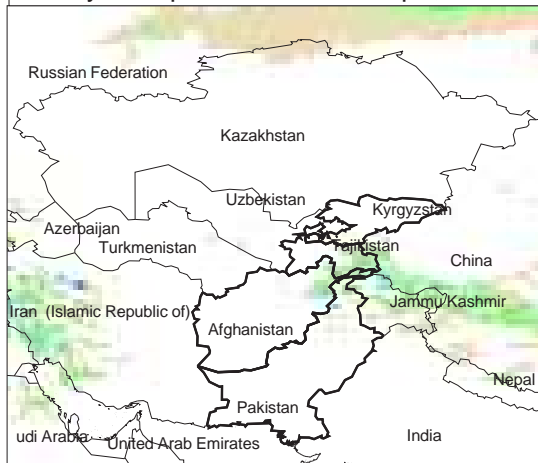 Russian Federation
Kazakhstan
Uzbekistan
Kyrgyzstan
Azerbaijan
Turkmenistan
Tajikistan
China
Iran (Islamic Republic of)
Jammu Kashmir
Afghanistan
Nepal
Pakistan
udi Arabia
United Arab Emirates
India